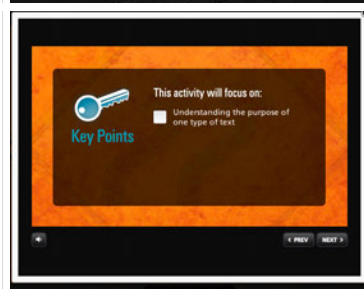 This activity will focus on:
Understanding the purpose of
one type of text
Key Points
< PREV
NEXT >